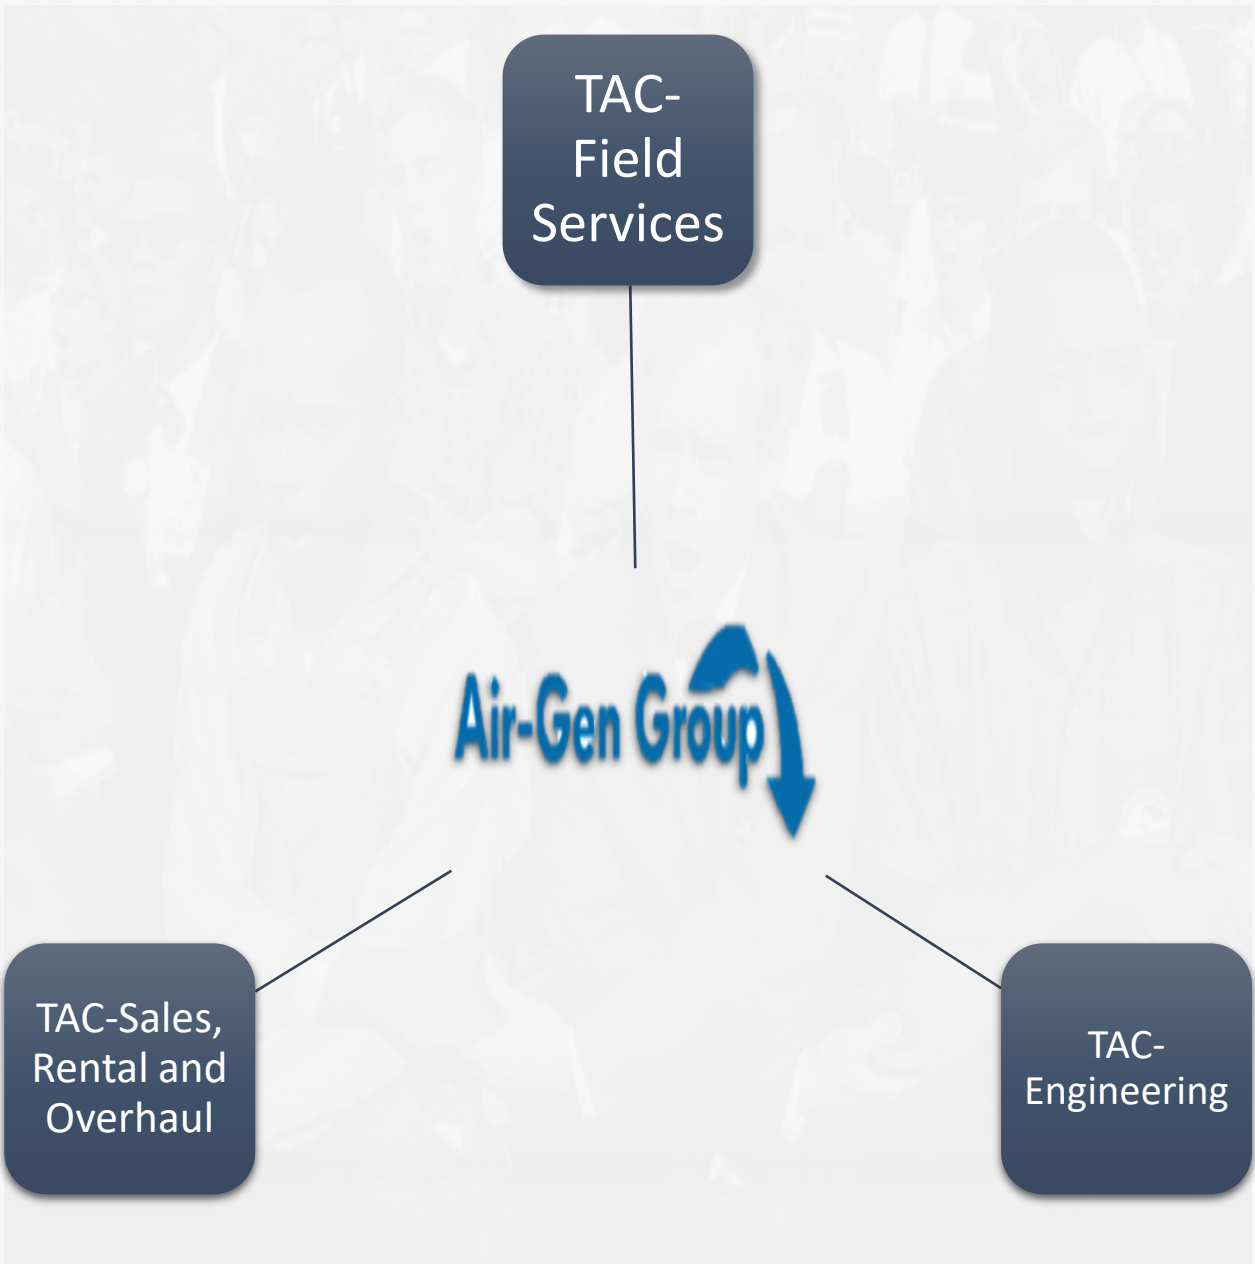 TAC-
Field
Services
Air-Gen Group
TAC-Sales,
Rental and
Overhaul
TAC-
Engineering